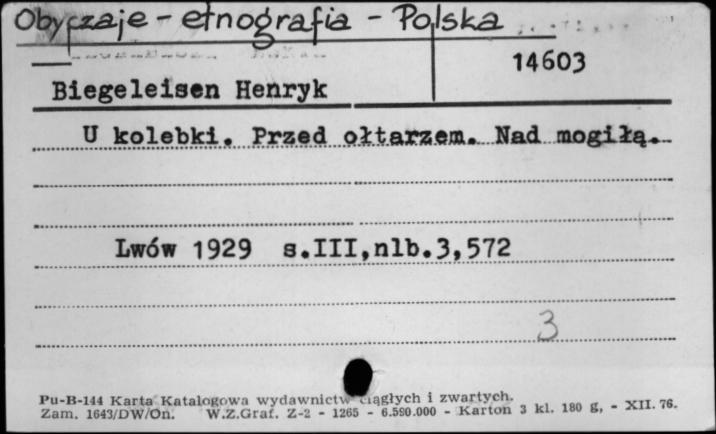 Obyczaje - etnografia - Polska
14603
Biegeleisen Henryk
U kolebki. Przed ołtarzem. Nad mogiłą.
Lwów 1929 s.III,nlb.3,572
3
Pu-B-144 Karta Katalogowa wydawnictw ciągłych i zwartych.
Zam. 1643/DW/On. W.Z.Graf. Z-2 - 1265 - 6.590.000 - Karton 3 kl. 180 g, - XII. 76.